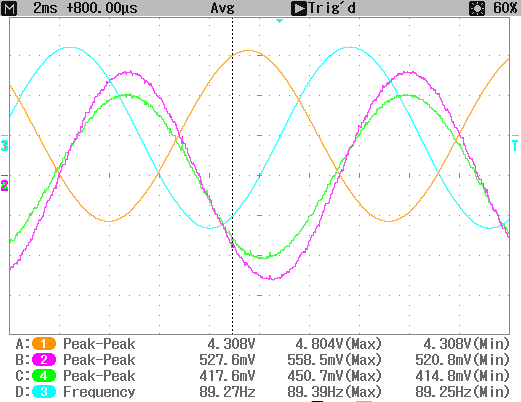 M 2ms +800.00µs Avg Trig'd 60%
3
T
2
A: 1 Peak-Peak 4.308V 4.804V(Max) 4.308V(Min)
B: 2 Peak-Peak 527.6mV 558.5mV(Max) 520.8mV(Min)
C: 4 Peak-Peak 417.6mV 450.7mV(Max) 414.8mV(Min)
D: 3 Frequency 89.27Hz 89.39Hz(Max) 89.25Hz(Min)